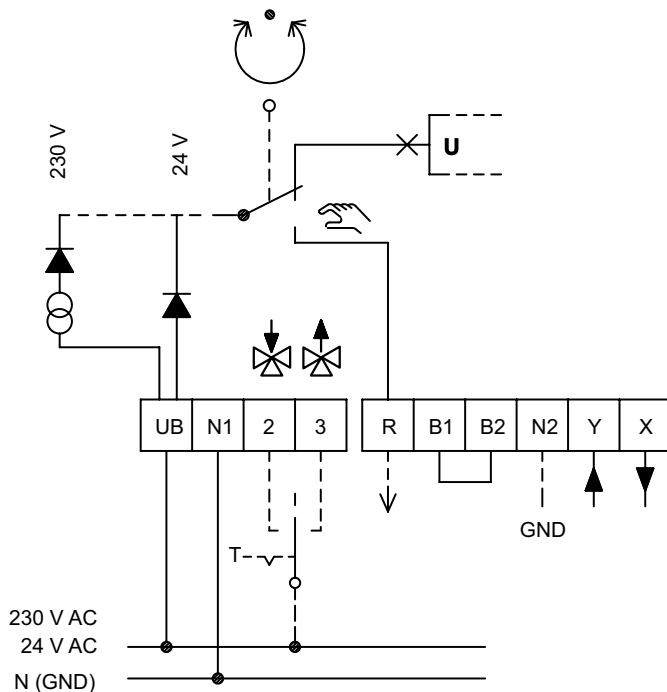 230 V
24 V
U
UB N1 2 3 R B1 B2 N2 Y X
GND
T
230 V AC
24 V AC
N (GND)